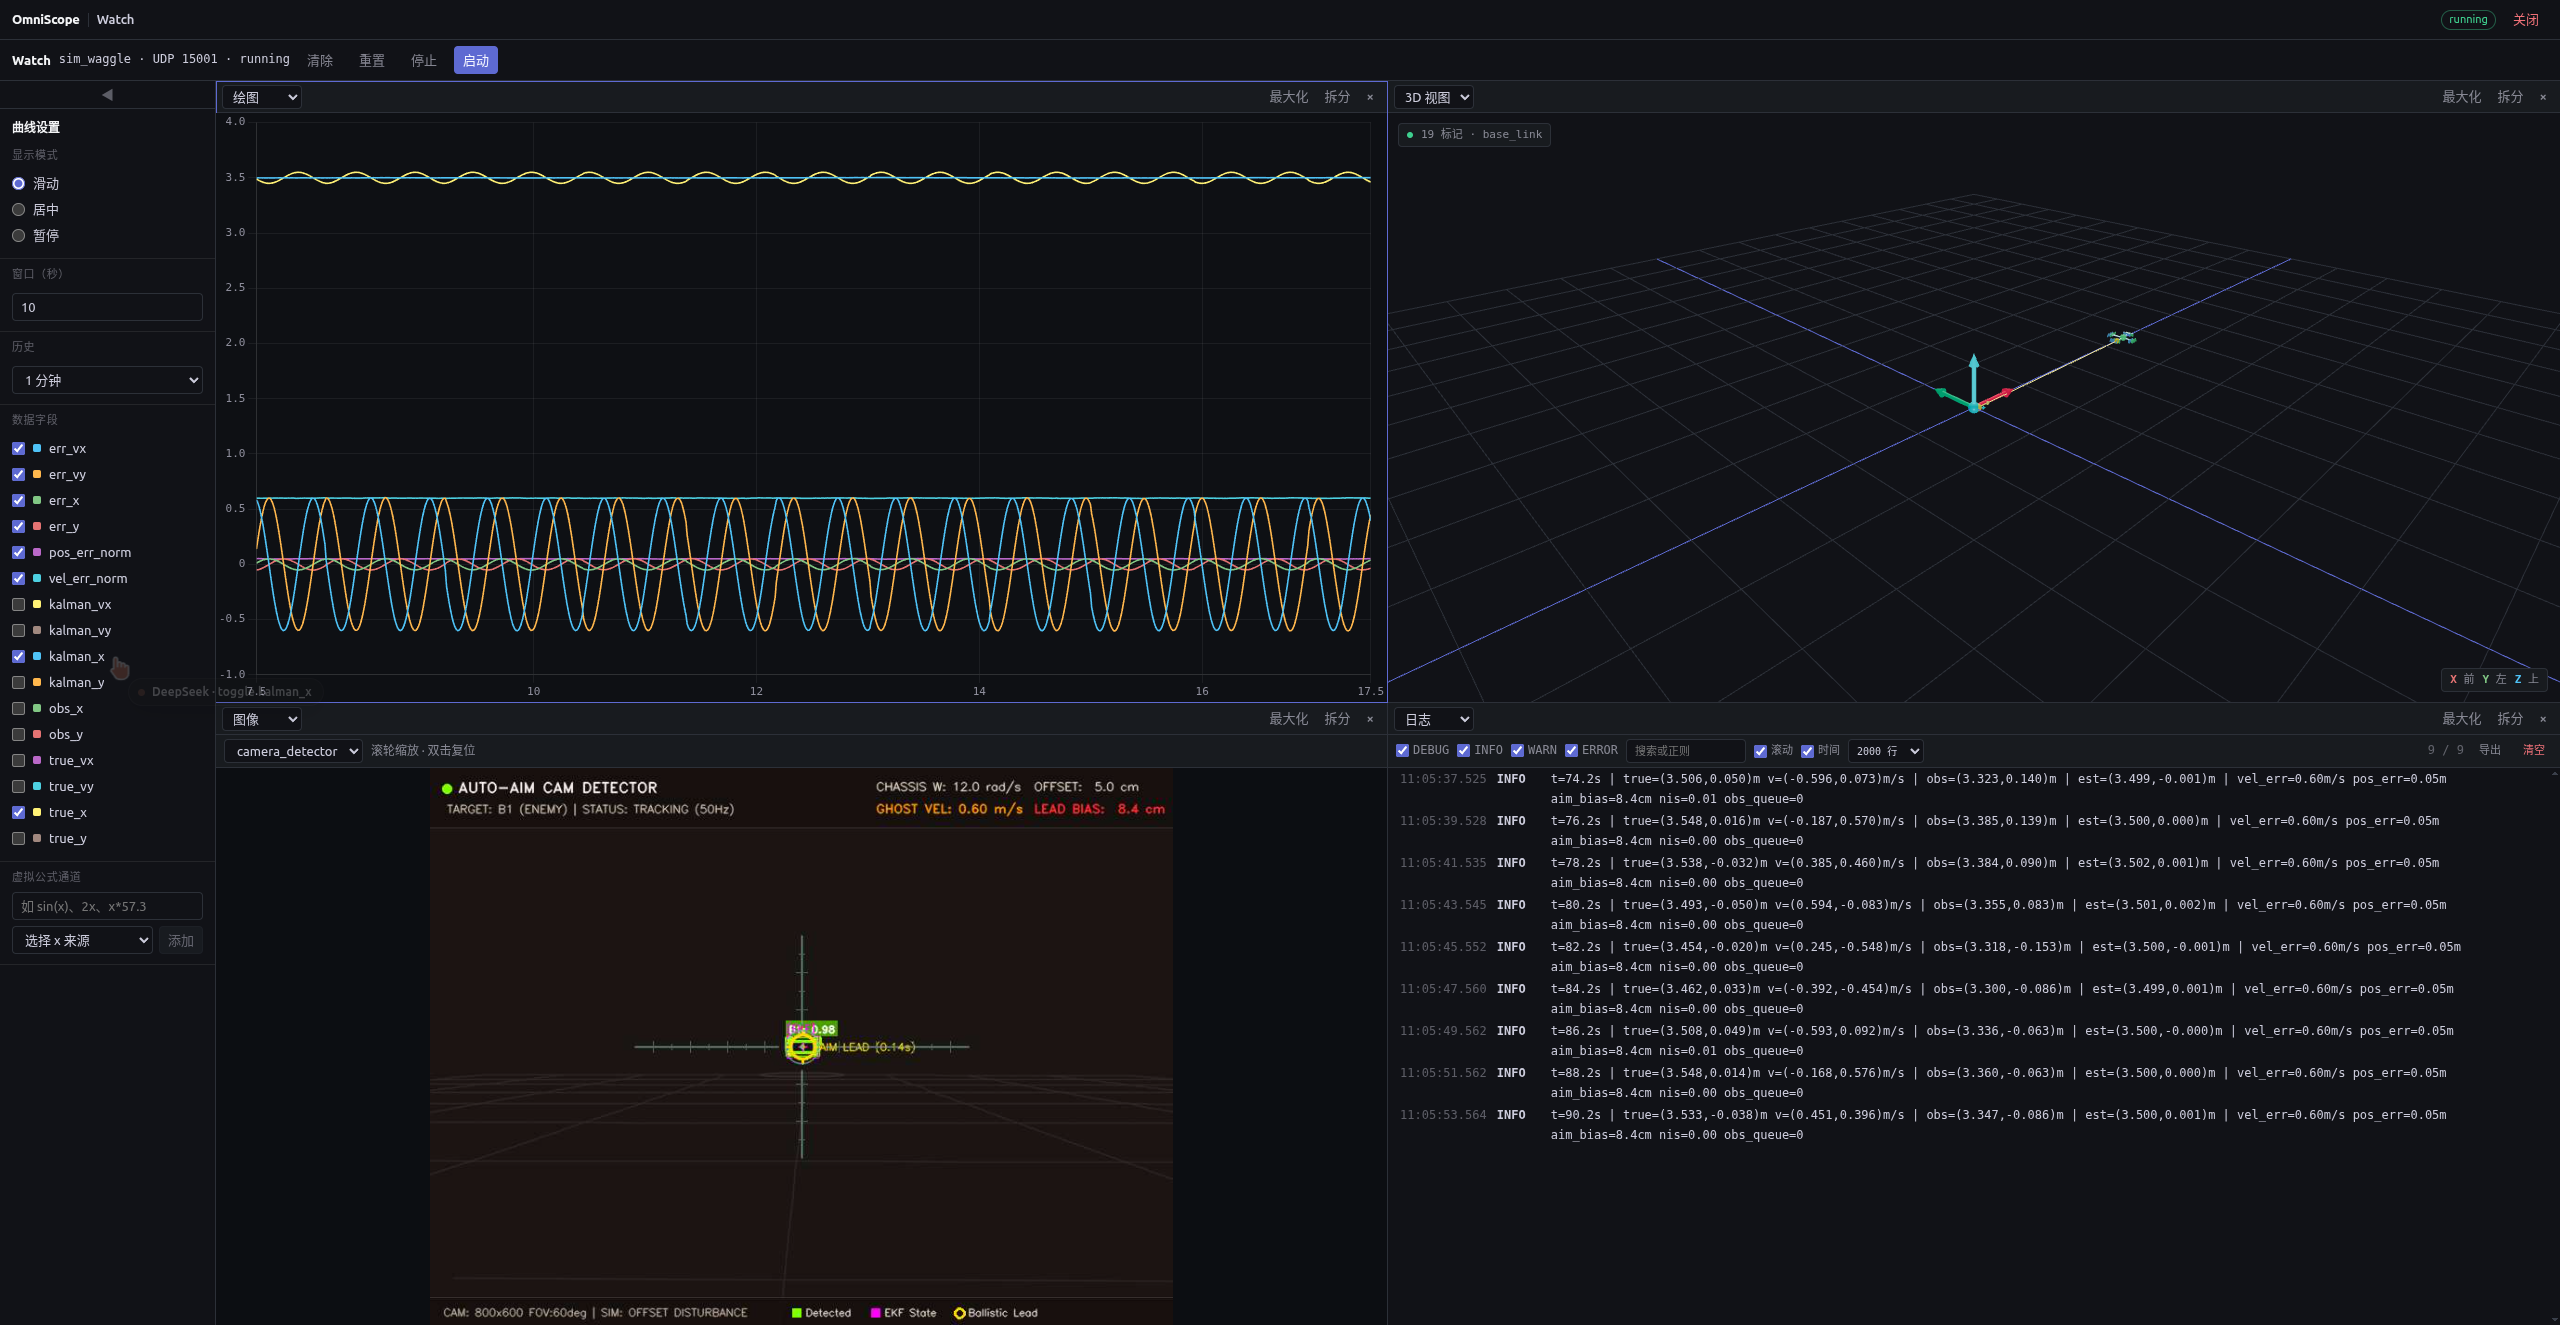 OmniScope Watch running 关闭
Watch sim_waggle · UDP 15001 · running 清除 重置 停止 启动
◀
曲线设置
显示模式
滑动
居中
暂停
窗口（秒）
10
历史
1 分钟
数据字段
err_vx
err_vy
err_x
err_y
pos_err_norm
vel_err_norm
kalman_vx
kalman_vy
kalman_x
kalman_y
DeepSeek · toggle kalman_x
obs_x
obs_y
true_vx
true_vy
true_x
true_y
虚拟公式通道
如 sin(x)、2x、x*57.3
选择 x 来源 添加
绘图 最大化 拆分 ×
4.0
3.5
3.0
2.5
2.0
1.5
1.0
0.5
0
-0.5
-1.0
7.5 10 12 14 16 17.5
3D 视图 最大化 拆分 ×
19 标记 · base_link
X 前 Y 左 Z 上
图像 最大化 拆分 ×
camera_detector 滚轮缩放 · 双击复位
AUTO-AIM CAM DETECTOR CHASSIS W: 12.0 rad/s OFFSET: 5.0 cm
TARGET: B1 (ENEMY) | STATUS: TRACKING (50Hz) GHOST VEL: 0.60 m/s LEAD BIAS: 8.4 cm
0.98
AIM LEAD (0.14s)
CAM: 800x600 FOV:60deg | SIM: OFFSET DISTURBANCE Detected EKF State Ballistic Lead
日志 最大化 拆分 ×
DEBUG INFO WARN ERROR 搜索或正则 滚动 时间 2000 行 9 / 9 导出 清空
11:05:37.525 INFO t=74.2s | true=(3.506,0.050)m v=(-0.596,0.073)m/s | obs=(3.323,0.140)m | est=(3.499,-0.001)m | vel_err=0.60m/s pos_err=0.05m
aim_bias=8.4cm nis=0.01 obs_queue=0
11:05:39.528 INFO t=76.2s | true=(3.548,0.016)m v=(-0.187,0.570)m/s | obs=(3.385,0.139)m | est=(3.500,0.000)m | vel_err=0.60m/s pos_err=0.05m
aim_bias=8.4cm nis=0.00 obs_queue=0
11:05:41.535 INFO t=78.2s | true=(3.538,-0.032)m v=(0.385,0.460)m/s | obs=(3.384,0.090)m | est=(3.502,0.001)m | vel_err=0.60m/s pos_err=0.05m
aim_bias=8.4cm nis=0.00 obs_queue=0
11:05:43.545 INFO t=80.2s | true=(3.493,-0.050)m v=(0.594,-0.083)m/s | obs=(3.355,0.083)m | est=(3.501,0.002)m | vel_err=0.60m/s pos_err=0.05m
aim_bias=8.4cm nis=0.00 obs_queue=0
11:05:45.552 INFO t=82.2s | true=(3.454,-0.020)m v=(0.245,-0.548)m/s | obs=(3.318,-0.153)m | est=(3.500,-0.001)m | vel_err=0.60m/s pos_err=0.05m
aim_bias=8.4cm nis=0.00 obs_queue=0
11:05:47.560 INFO t=84.2s | true=(3.462,0.033)m v=(-0.392,-0.454)m/s | obs=(3.300,-0.086)m | est=(3.499,0.001)m | vel_err=0.60m/s pos_err=0.05m
aim_bias=8.4cm nis=0.00 obs_queue=0
11:05:49.562 INFO t=86.2s | true=(3.508,0.049)m v=(-0.593,0.092)m/s | obs=(3.336,-0.063)m | est=(3.500,-0.000)m | vel_err=0.60m/s pos_err=0.05m
aim_bias=8.4cm nis=0.01 obs_queue=0
11:05:51.562 INFO t=88.2s | true=(3.548,0.014)m v=(-0.168,0.576)m/s | obs=(3.360,-0.063)m | est=(3.500,0.000)m | vel_err=0.60m/s pos_err=0.05m
aim_bias=8.4cm nis=0.00 obs_queue=0
11:05:53.564 INFO t=90.2s | true=(3.533,-0.038)m v=(0.451,0.396)m/s | obs=(3.347,-0.086)m | est=(3.500,0.001)m | vel_err=0.60m/s pos_err=0.05m
aim_bias=8.4cm nis=0.00 obs_queue=0